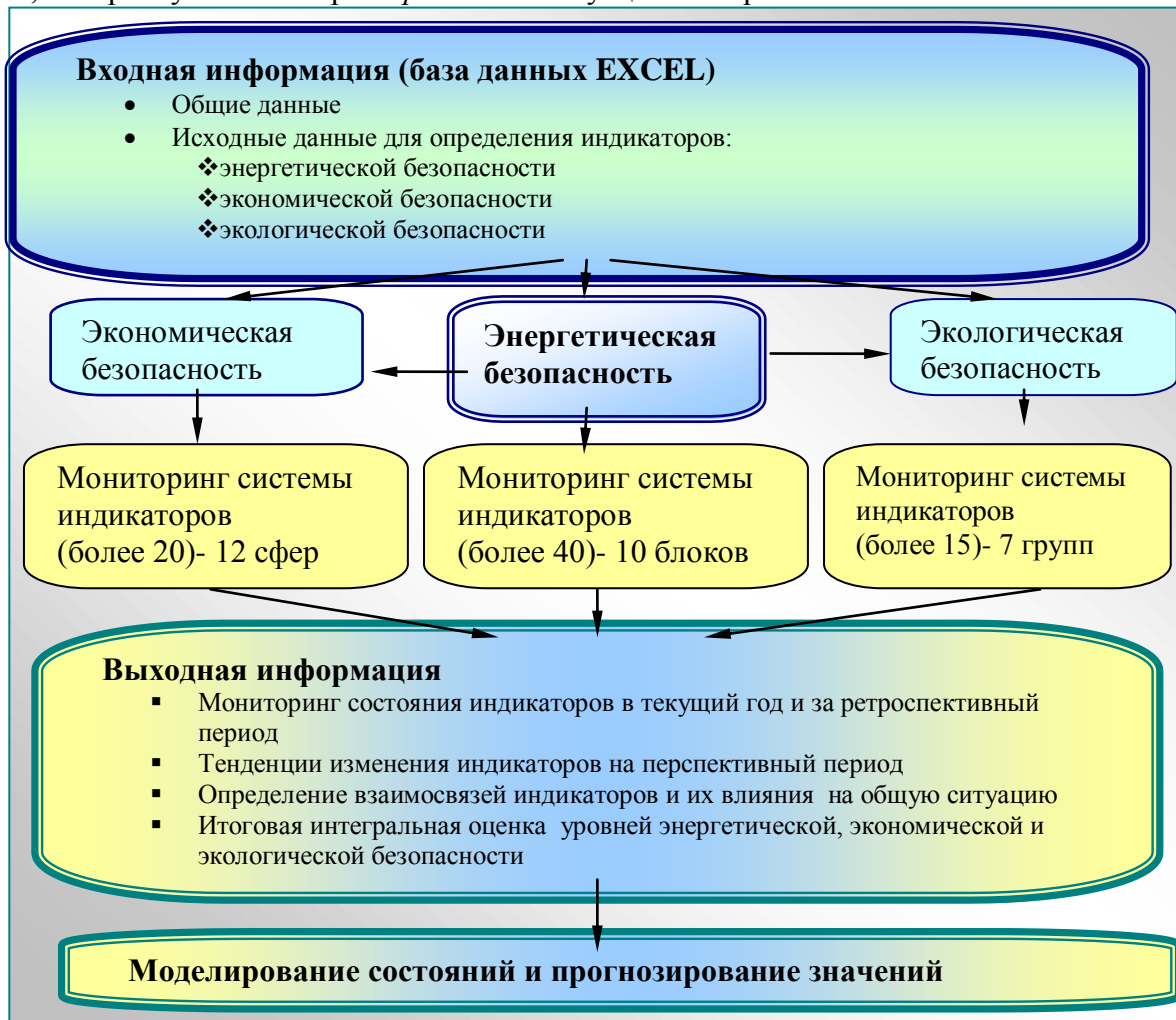 Входная информация (база данных EXCEL)
• Общие данные
• Исходные данные для определения индикаторов:
❖энергетической безопасности
❖экономической безопасности
❖экологической безопасности
Экономическая
безопасность
Энергетическая
безопасность
Экологическая
безопасность
Мониторинг системы
индикаторов
(более 20)- 12 сфер
Мониторинг системы
индикаторов
(более 40)- 10 блоков
Мониторинг системы
индикаторов
(более 15)- 7 групп
Выходная информация
▪ Мониторинг состояния индикаторов в текущий год и за ретроспективный
период
▪ Тенденции изменения индикаторов на перспективный период
▪ Определение взаимосвязей индикаторов и их влияния на общую ситуацию
▪ Итоговая интегральная оценка уровней энергетической, экономической и
экологической безопасности
Моделирование состояний и прогнозирование значений